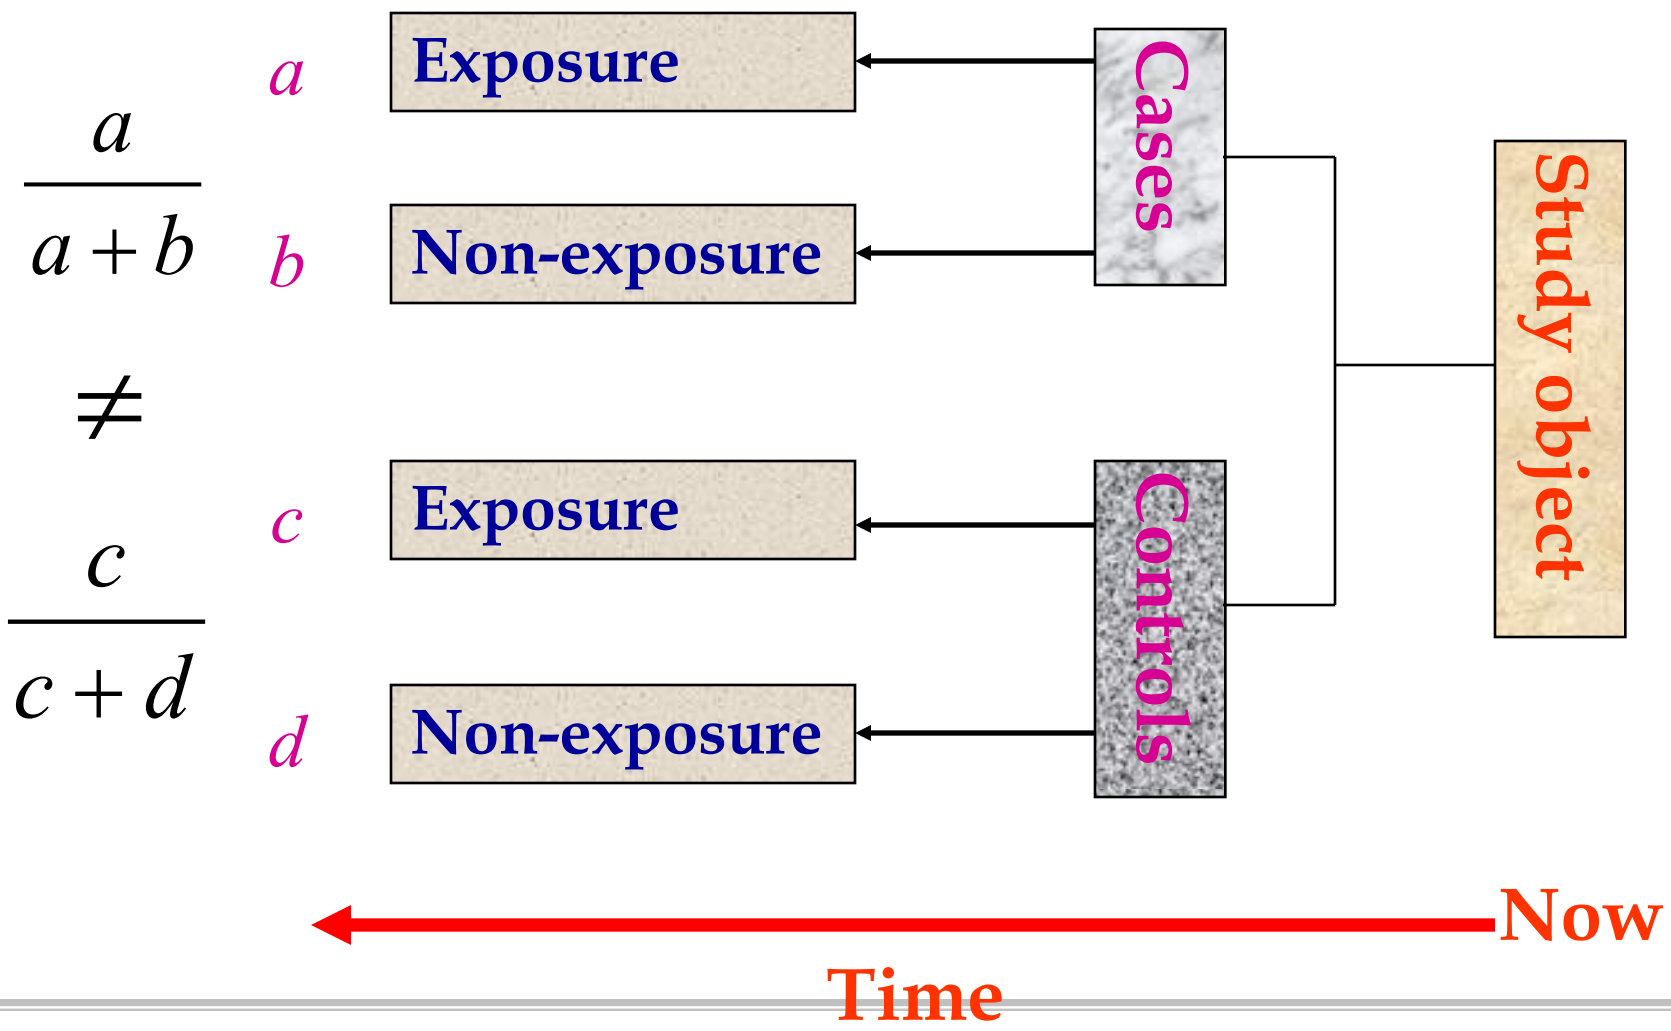 a
Exposure
Cases
a
a + b
b
Non-exposure
Study object
≠
c
Exposure
Controls
c
c + d
d
Non-exposure
Now
Time